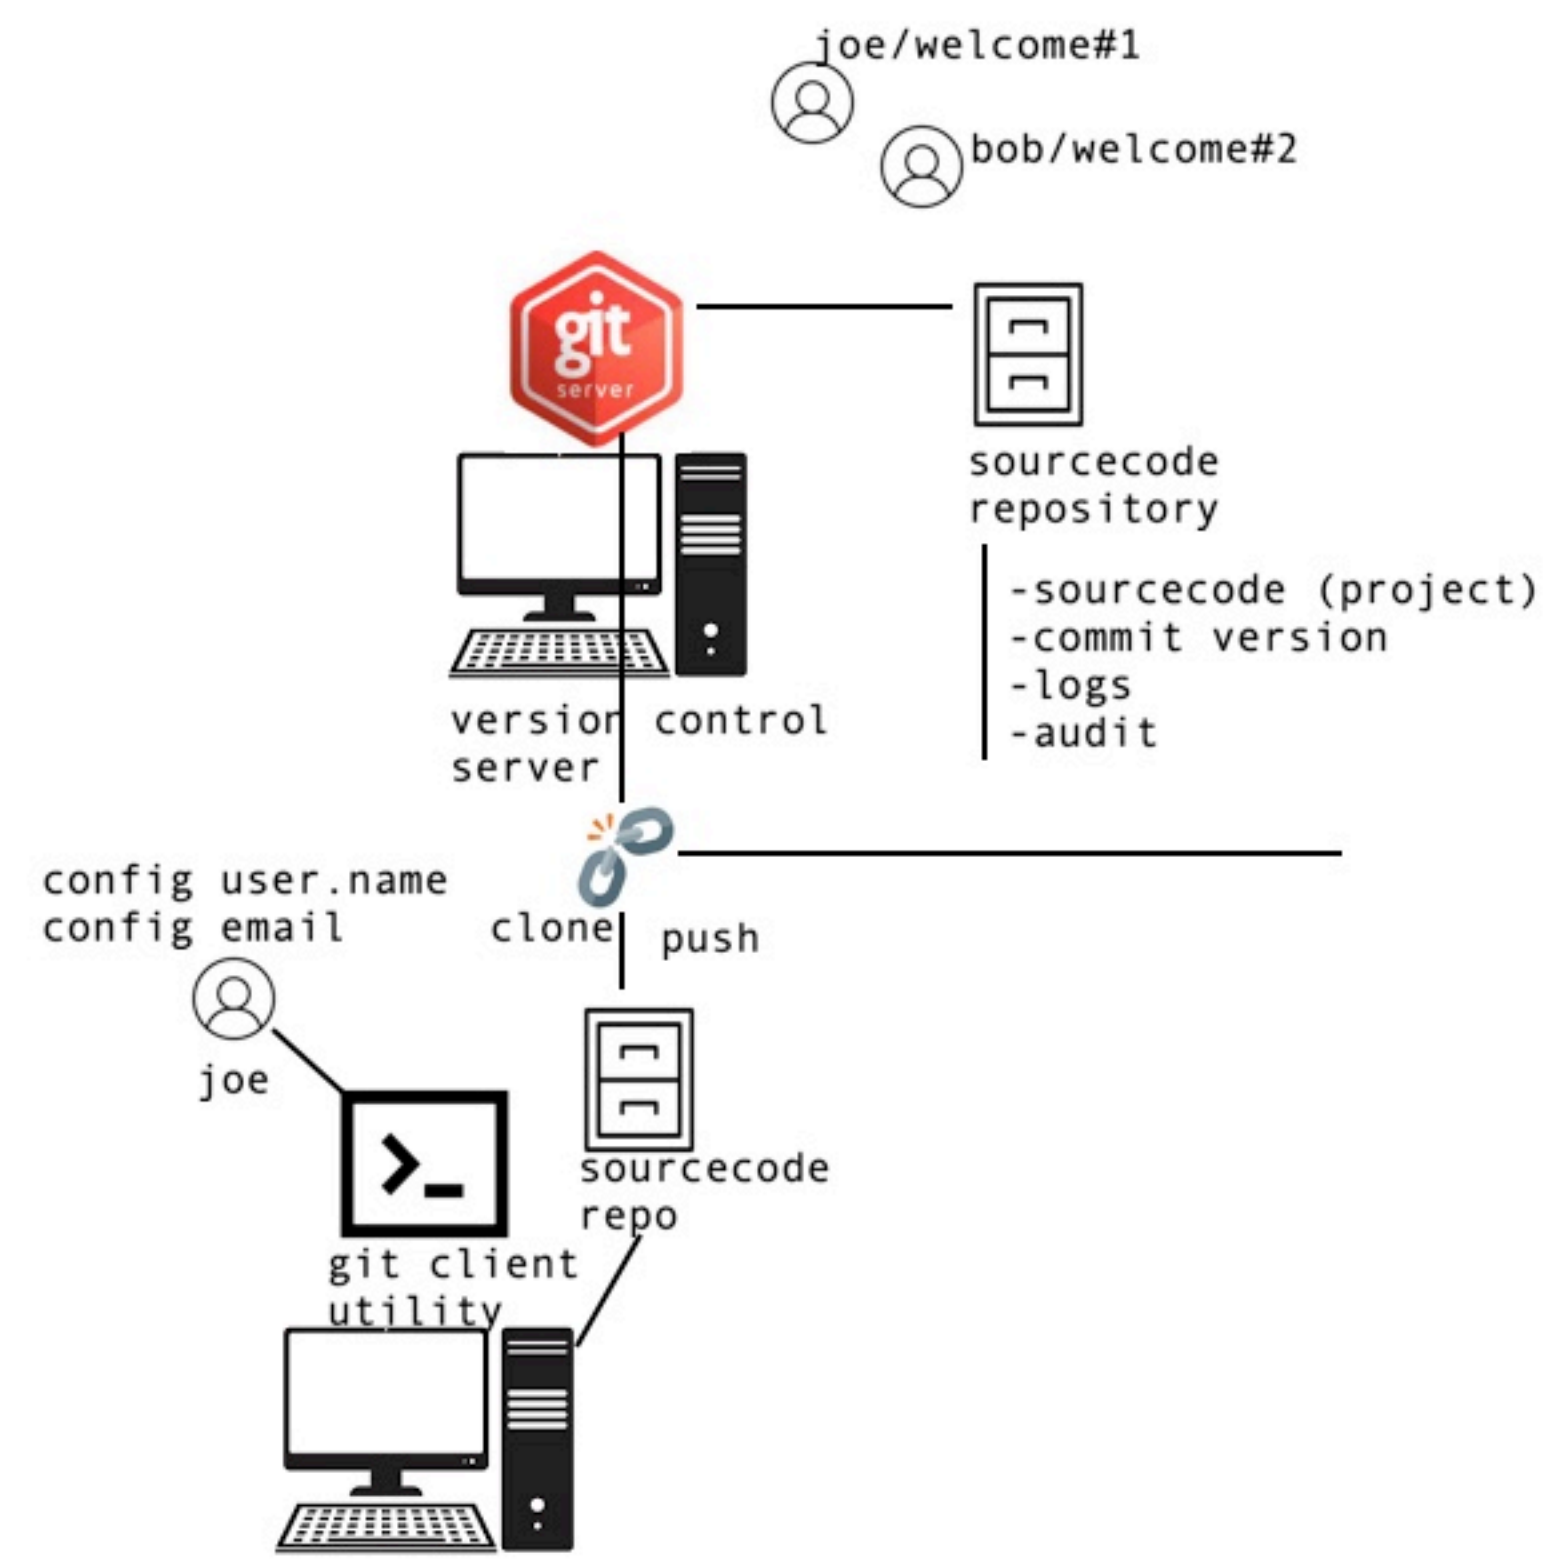 joe/welcome#1
bob/welcome#2
git
server
sourcecode
repository
-sourcecode (project)
-commit version
-logs
-audit
version control
server
config user.name
config email
clone
push
joe
sourcecode
repo
git client
utility